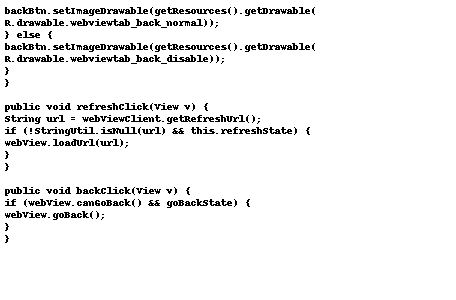 backBtn.setImageDrawable(getResources().getDrawable(
R.drawable.webviewtab_back_normal));
} else {
backBtn.setImageDrawable(getResources().getDrawable(
R.drawable.webviewtab_back_disable));
}
}

public void refreshClick(View v) {
String url = webViewClient.getRefreshUrl();
if (!StringUtil.isNull(url) && this.refreshState) {
webView.loadUrl(url);
}
}

public void backClick(View v) {
if (webView.canGoBack() && goBackState) {
webView.goBack();
}
}